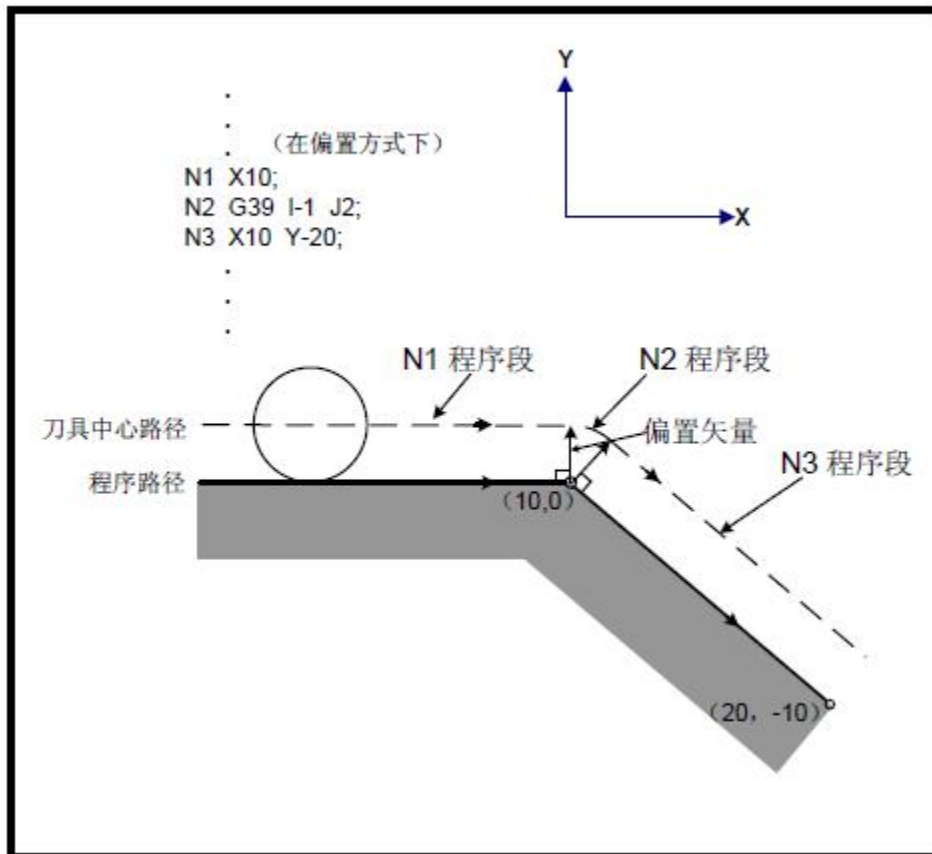 Y
（在偏置方式下）
N1 X10;
N2 G39 I-1 J2;
N3 X10 Y-20;
X
N1 程序段
N2 程序段
刀具中心路径
偏置矢量
N3 程序段
程序路径
（10,0）
（20，-10）